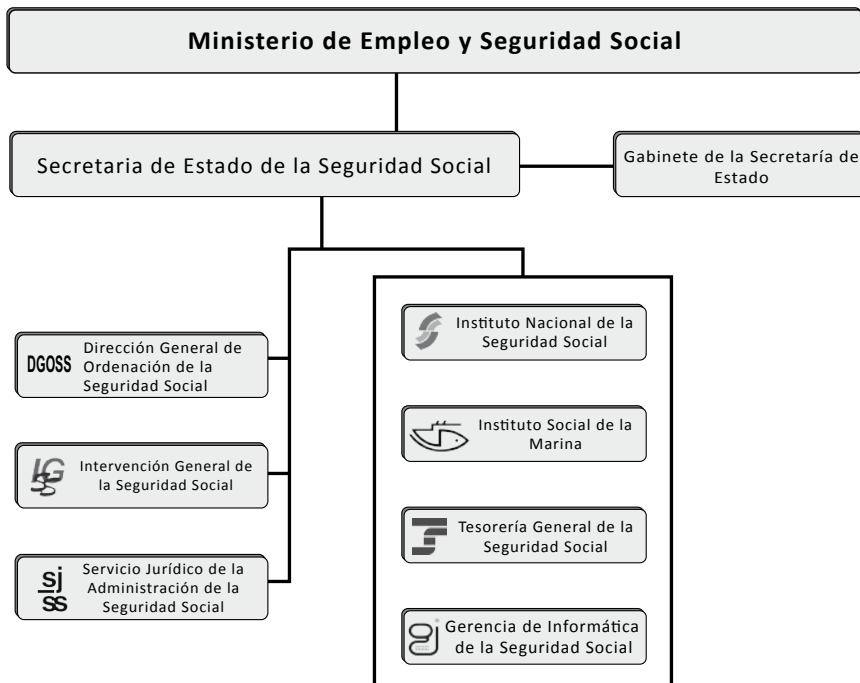 Ministerio de Empleo y Seguridad Social
Secretaria de Estado de la Seguridad Social
Gabinete de la Secretaría de
Estado
DGOSS
Dirección General de
Ordenación de la
Seguridad Social
IG
SS
Intervención General de
la Seguridad Social
sj
ss
Servicio Jurídico de la
Administración de la
Seguridad Social
Instituto Nacional de la
Seguridad Social
Instituto Social de la
Marina
Tesorería General de la
Seguridad Social
gi
Gerencia de Informática
de la Seguridad Social